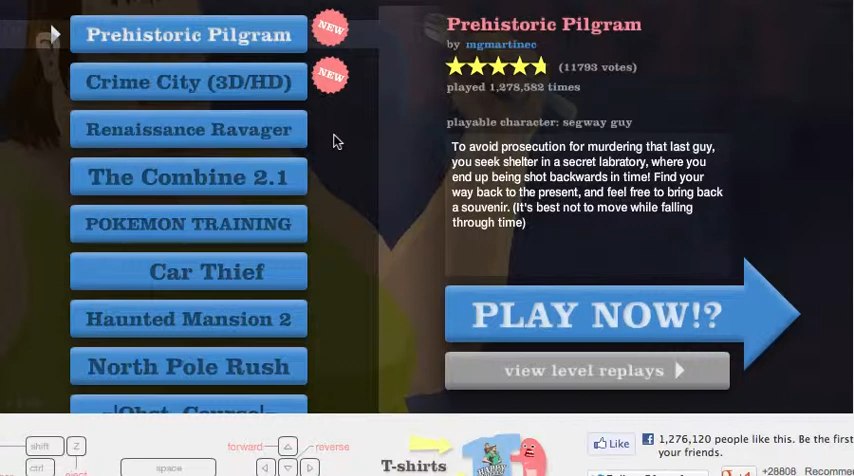 Prehistoric Pilgram
NEW
Crime City (3D/HD)
NEW
Renaissance Ravager
The Combine 2.1
POKEMON TRAINING
Car Thief
Haunted Mansion 2
North Pole Rush
Prehistoric Pilgram
by mgmartinec
(11793 votes)
played 1,278,582 times
playable character: segway guy
To avoid prosecution for murdering that last guy,
you seek shelter in a secret labratory, where you
end up being shot backwards in time! Find your
way back to the present, and feel free to bring back
a souvenir. (It's best not to move while falling
through time)
PLAY NOW!?
view level replays
shift
Z
ctrl
eject
space
forward
reverse
T-shirts
Like
1,276,120 people like this. Be the first
your friends.
+28808
Recommen